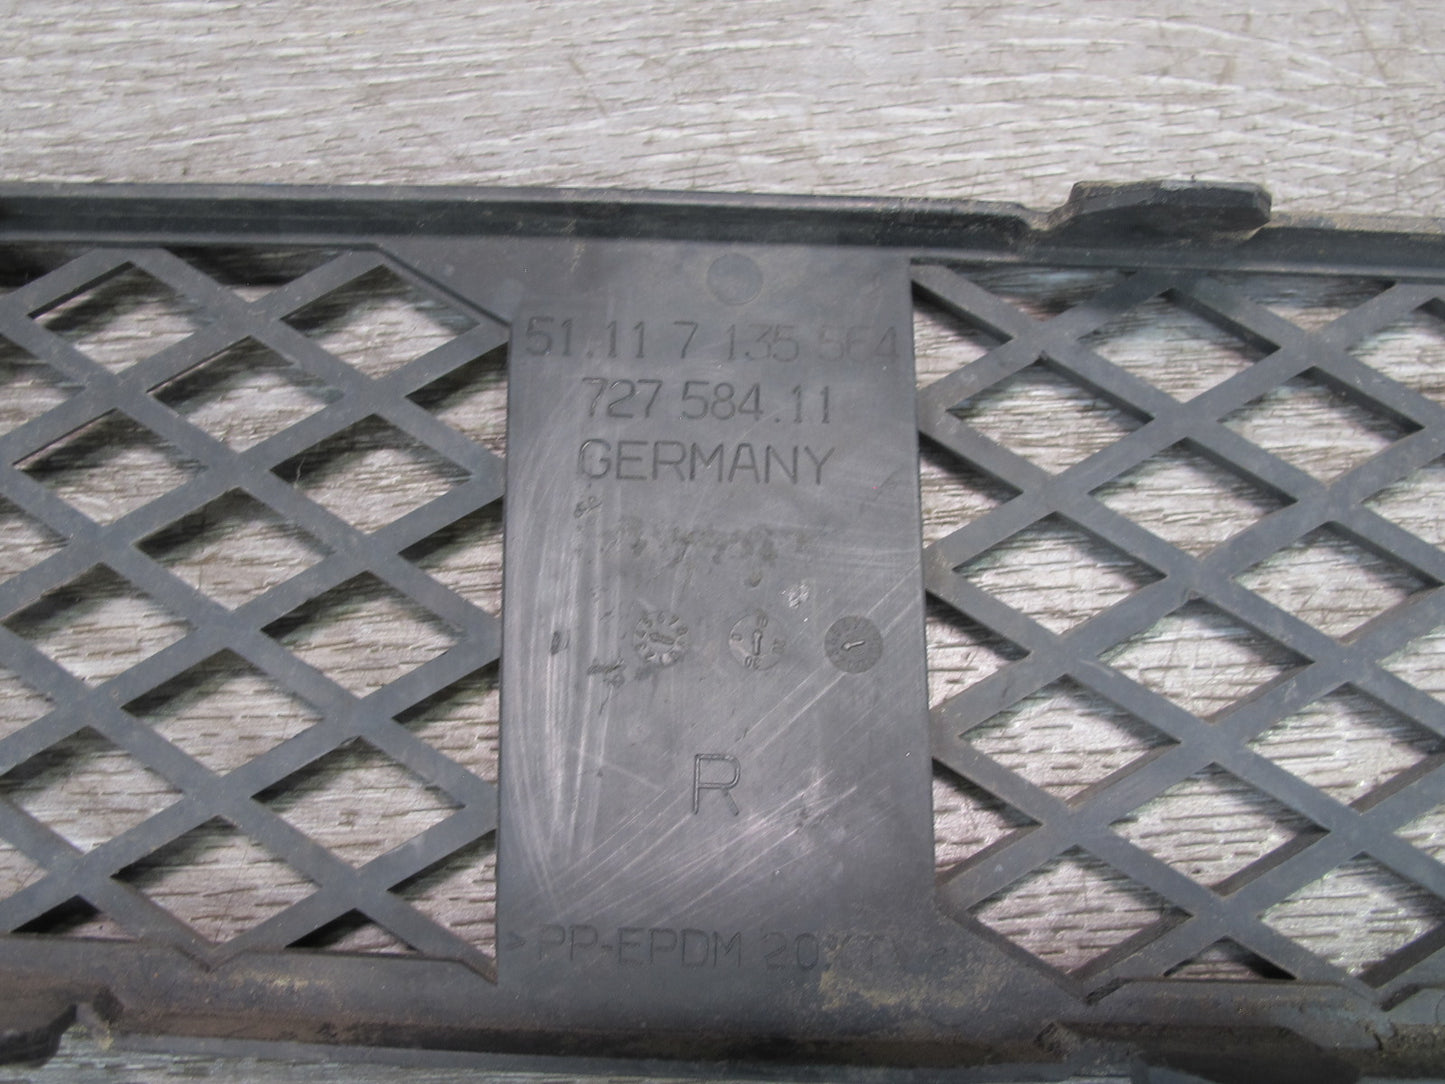 51.11 7 135 564
727 584.11
GERMANY
R
>PP-EPDM